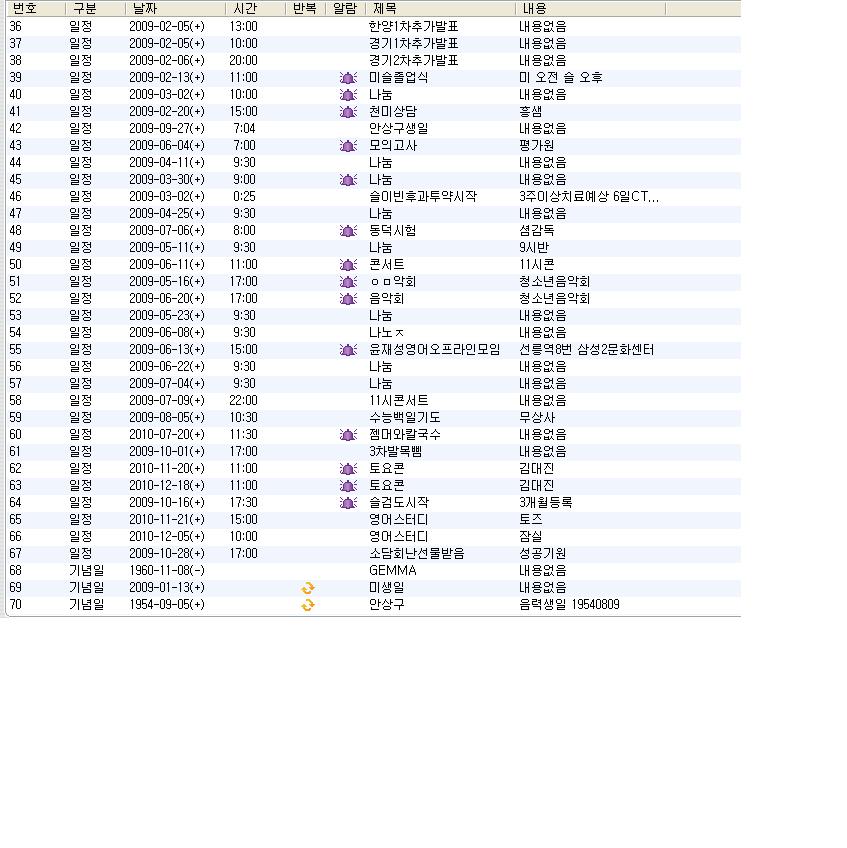 번호 구분 날짜 시간 반복 알람 제목 내용
36 일정 2009-02-05(+) 13:00 한양1차추가발표 내용없음
37 일정 2009-02-05(+) 10:00 경기1차추가발표 내용없음
38 일정 2009-02-06(+) 20:00 경기2차추가발표 내용없음
39 일정 2009-02-13(+) 11:00 미슬졸업식 미 오전 슬 오후
40 일정 2009-03-02(+) 10:00 나눔 내용없음
41 일정 2009-02-20(+) 15:00 천미상담 홍샘
42 일정 2009-09-27(+) 7:04 안상구생일 내용없음
43 일정 2009-06-04(+) 7:00 모의고사 평가원
44 일정 2009-04-11(+) 9:30 나눔 내용없음
45 일정 2009-03-30(+) 9:00 나눔 내용없음
46 일정 2009-03-02(+) 0:25 슬이빈후과투약시작 3주이상치료예상 6일CT...
47 일정 2009-04-25(+) 9:30 나눔 내용없음
48 일정 2009-07-06(+) 8:00 동덕시험 셤감독
49 일정 2009-05-11(+) 9:30 나눔 9시반
50 일정 2009-06-11(+) 11:00 콘서트 11시콘
51 일정 2009-05-16(+) 17:00 ㅇㅁ악회 청소년음악회
52 일정 2009-06-20(+) 17:00 음악회 청소년음악회
53 일정 2009-05-23(+) 9:30 나눔 내용없음
54 일정 2009-06-08(+) 9:30 나노ㅈ 내용없음
55 일정 2009-06-13(+) 15:00 윤재성영어오프라인모임 선릉역8번 삼성2문화센터
56 일정 2009-06-22(+) 9:30 나눔 내용없음
57 일정 2009-07-04(+) 9:30 나눔 내용없음
58 일정 2009-07-09(+) 22:00 11시콘서트 내용없음
59 일정 2009-08-05(+) 10:30 수능백일기도 무상사
60 일정 2010-07-20(+) 11:30 젬머와칼국수 내용없음
61 일정 2009-10-01(+) 17:00 3차발목삠 내용없음
62 일정 2010-11-20(+) 11:00 토요콘 김대진
63 일정 2010-12-18(+) 11:00 토요콘 김대진
64 일정 2009-10-16(+) 17:30 슬검도시작 3개월등록
65 일정 2010-11-21(+) 15:00 영어스터디 토즈
66 일정 2010-12-05(+) 10:00 영어스터디 잠실
67 일정 2009-10-28(+) 17:00 소담회난선물받음 성공기원
68 기념일 1960-11-08(-) GEMMA 내용없음
69 기념일 2009-01-13(+) 미생일 내용없음
70 기념일 1954-09-05(+) 안상구 음력생일 19540809